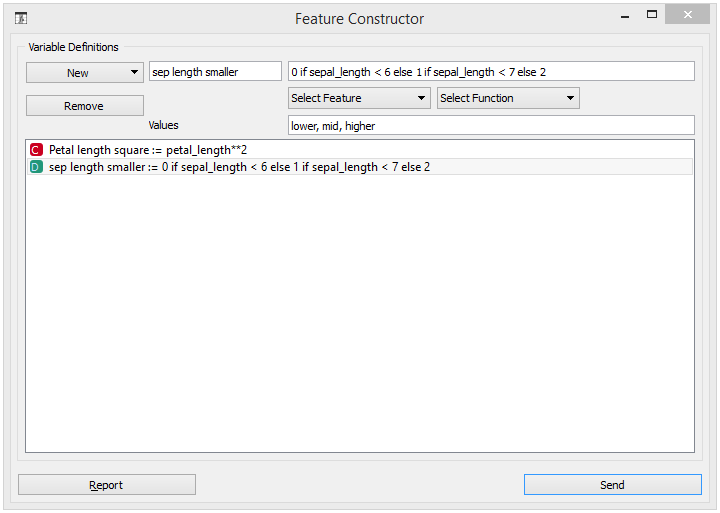 Feature Constructor
Variable Definitions
New
sep length smaller
0 if sepal_length < 6 else 1 if sepal_length < 7 else 2
Remove
Select Feature
Select Function
Values
lower, mid, higher
C Petal length square := petal_length**2
D sep length smaller := 0 if sepal_length < 6 else 1 if sepal_length < 7 else 2
Report
Send